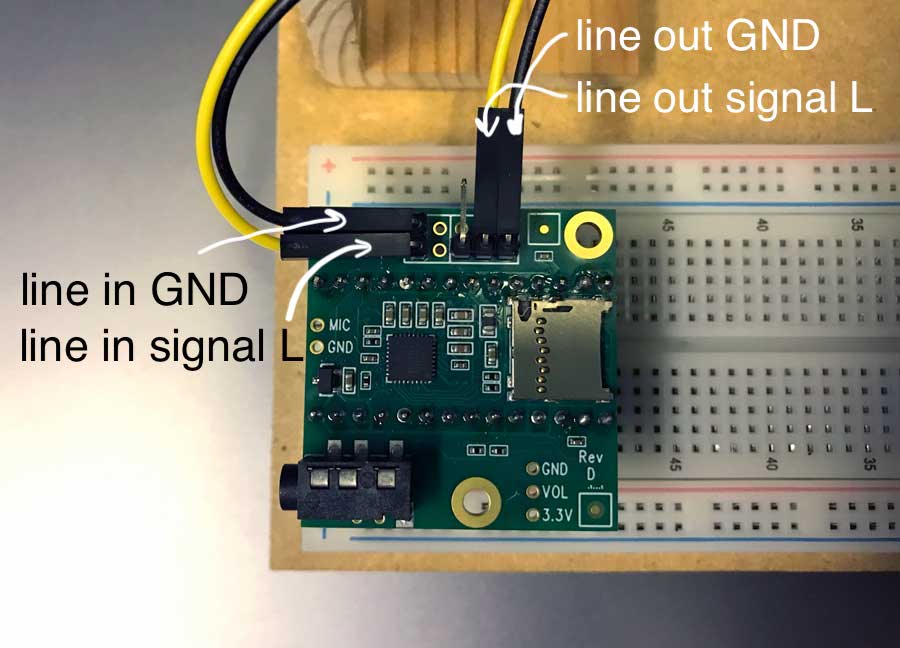 line out GND
line out signal L
+
45
40
35
line in GND
line in signal L
MIC
GND
45
40
35
GND
VOL
3.3V
Rev
D
+